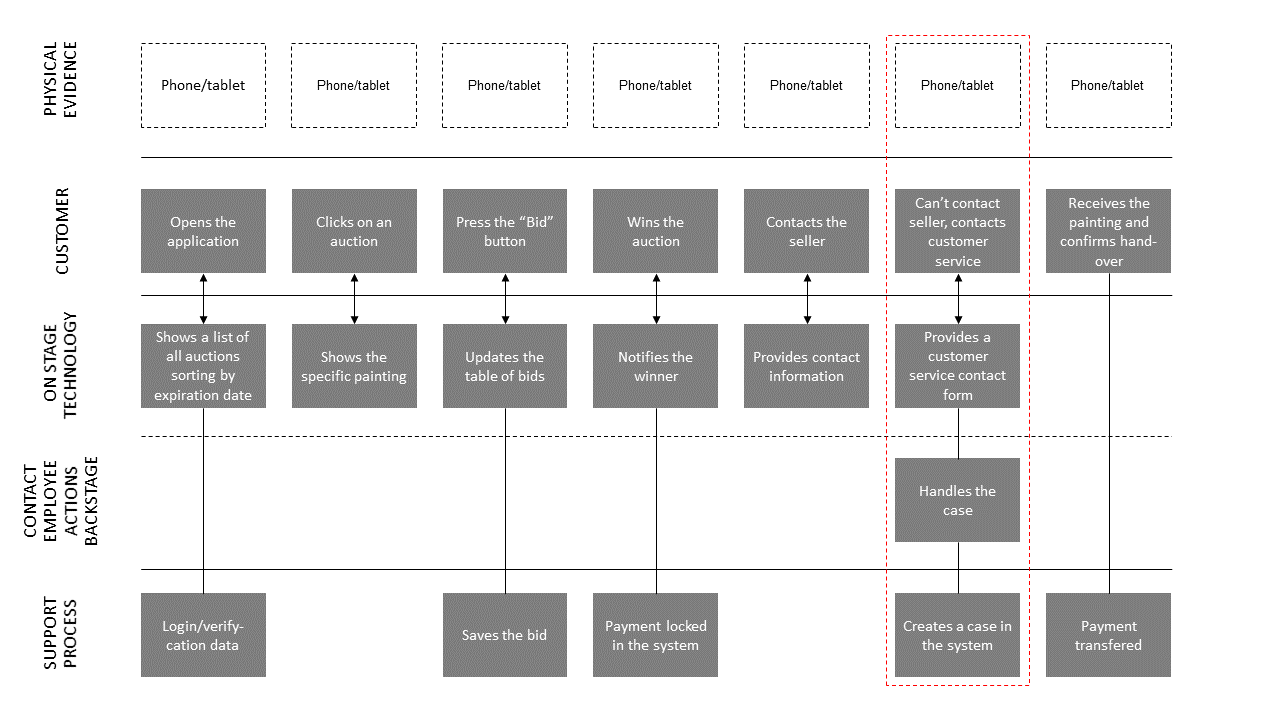 PHYSICAL
EVIDENCE
Phone/tablet
Phone/tablet
Phone/tablet
Phone/tablet
Phone/tablet
Phone/tablet
Phone/tablet
CUSTOMER
Opens the
application
Clicks on an
auction
Press the “Bid”
button
Wins the
auction
Contacts the
seller
Can’t contact
seller, contacts
customer
service
Receives the
painting and
confirms hand-
over
ON STAGE
TECHNOLOGY
Shows a list of
all auctions
sorting by
expiration date
Shows the
specific painting
Updates the
table of bids
Notifies the
winner
Provides contact
information
Provides a
customer
service contact
form
CONTACT
EMPLOYEE
ACTIONS
BACKSTAGE
Handles the
case
SUPPORT
PROCESS
Login/verify-
cation data
Saves the bid
Payment locked
in the system
Creates a case in
the system
Payment
transfered